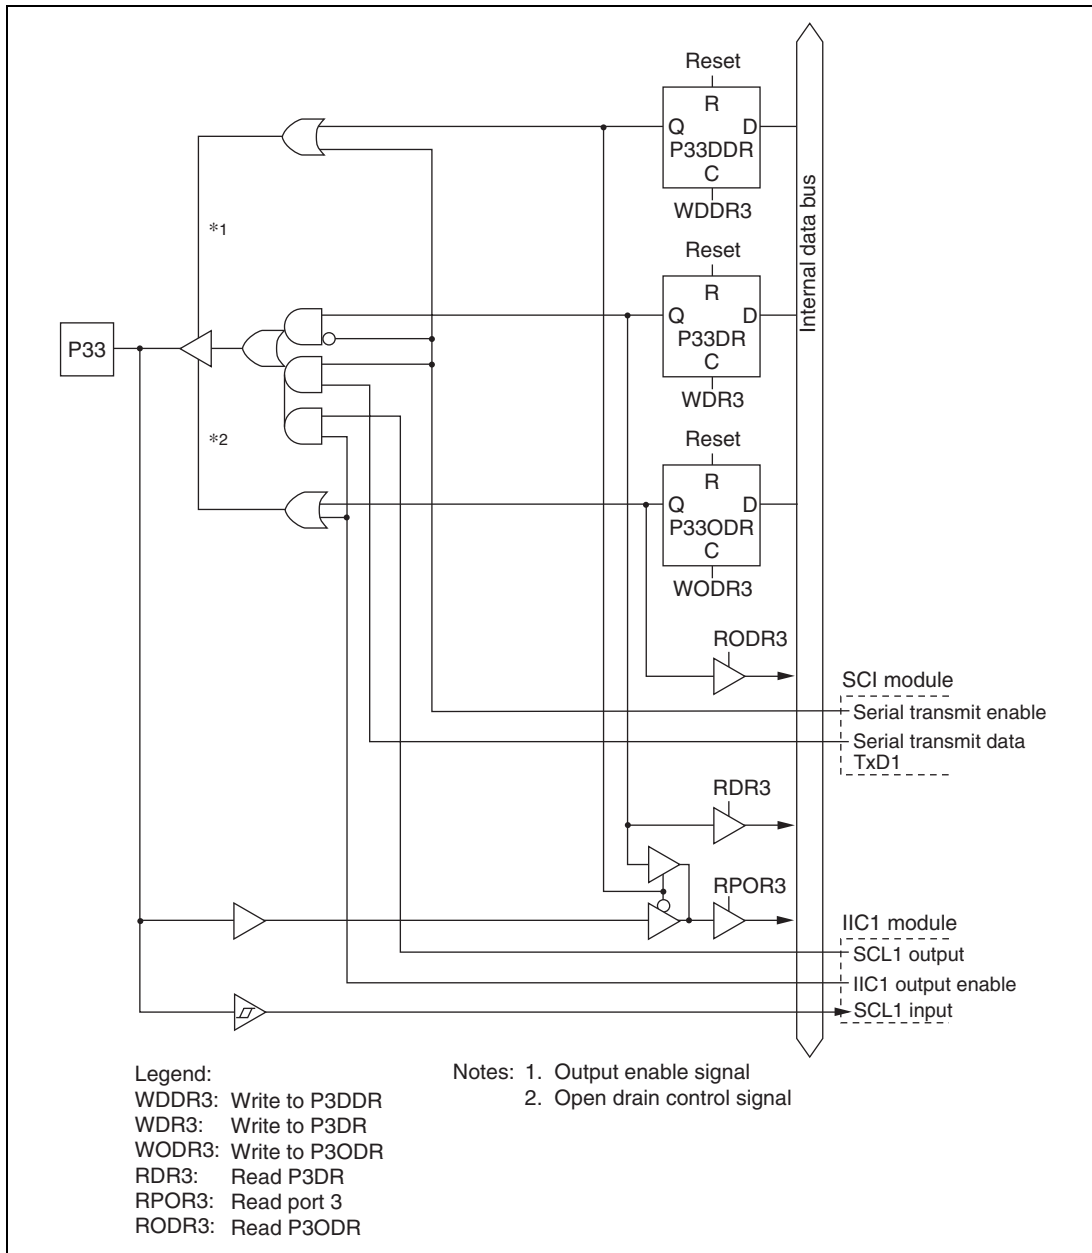 Reset
R
Q D
P33DDR
C
WDDR3
Internal data bus
*1
Reset
R
Q D
P33DR
C
WDR3
P33
*2
Reset
R
Q D
P33ODR
C
WODR3
RODR3
SCI module
Serial transmit enable
Serial transmit data
TxD1
RDR3
RPOR3
IIC1 module
SCL1 output
IIC1 output enable
SCL1 input
Legend:
WDDR3: Write to P3DDR
WDR3: Write to P3DR
WODR3: Write to P3ODR
RDR3: Read P3DR
RPOR3: Read port 3
RODR3: Read P3ODR
Notes: 1. Output enable signal
2. Open drain control signal